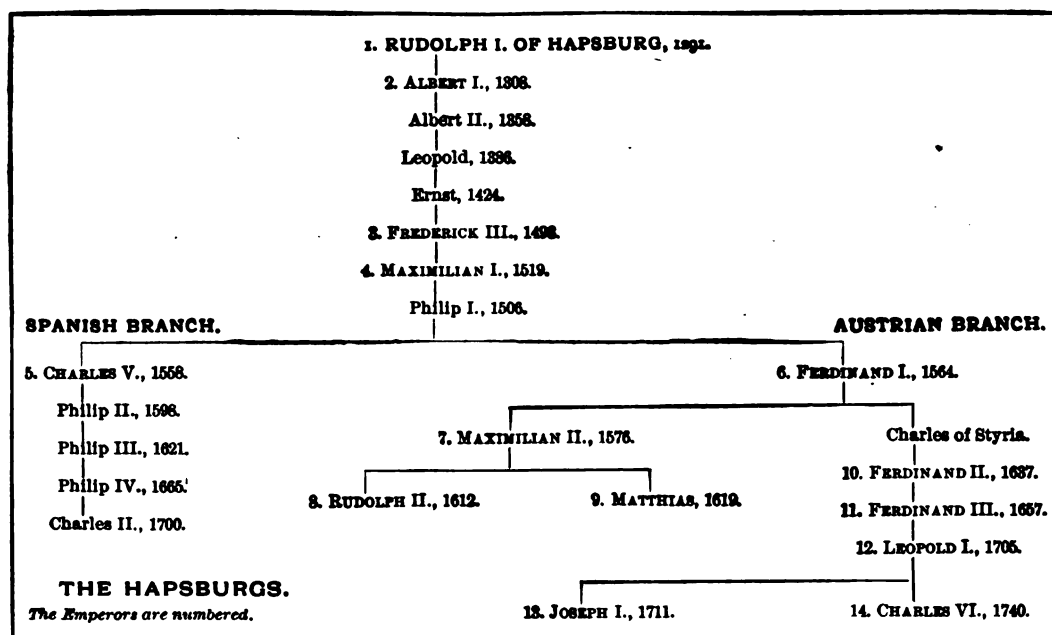 1. RUDOLPH I. OF HAPSBURG, 1291.
2. ALBERT I., 1308.
Albert II., 1358.
Leopold, 1386.
Ernst, 1424.
3. FREDERICK III., 1493.
4. MAXIMILIAN I., 1519.
Philip I., 1506.
SPANISH BRANCH.
AUSTRIAN BRANCH.
5. CHARLES V., 1558.
6. FERDINAND I., 1564.
Philip II., 1598.
7. MAXIMILIAN II., 1576.
Charles of Styria.
Philip III., 1621.
10. FERDINAND II., 1637.
Philip IV., 1665.
8. RUDOLPH II., 1612.
9. MATTHIAS, 1619.
11. FERDINAND III., 1657.
Charles II., 1700.
12. LEOPOLD I., 1705.
THE HAPSBURGS.
The Emperors are numbered.
13. JOSEPH I., 1711.
14. CHARLES VI., 1740.